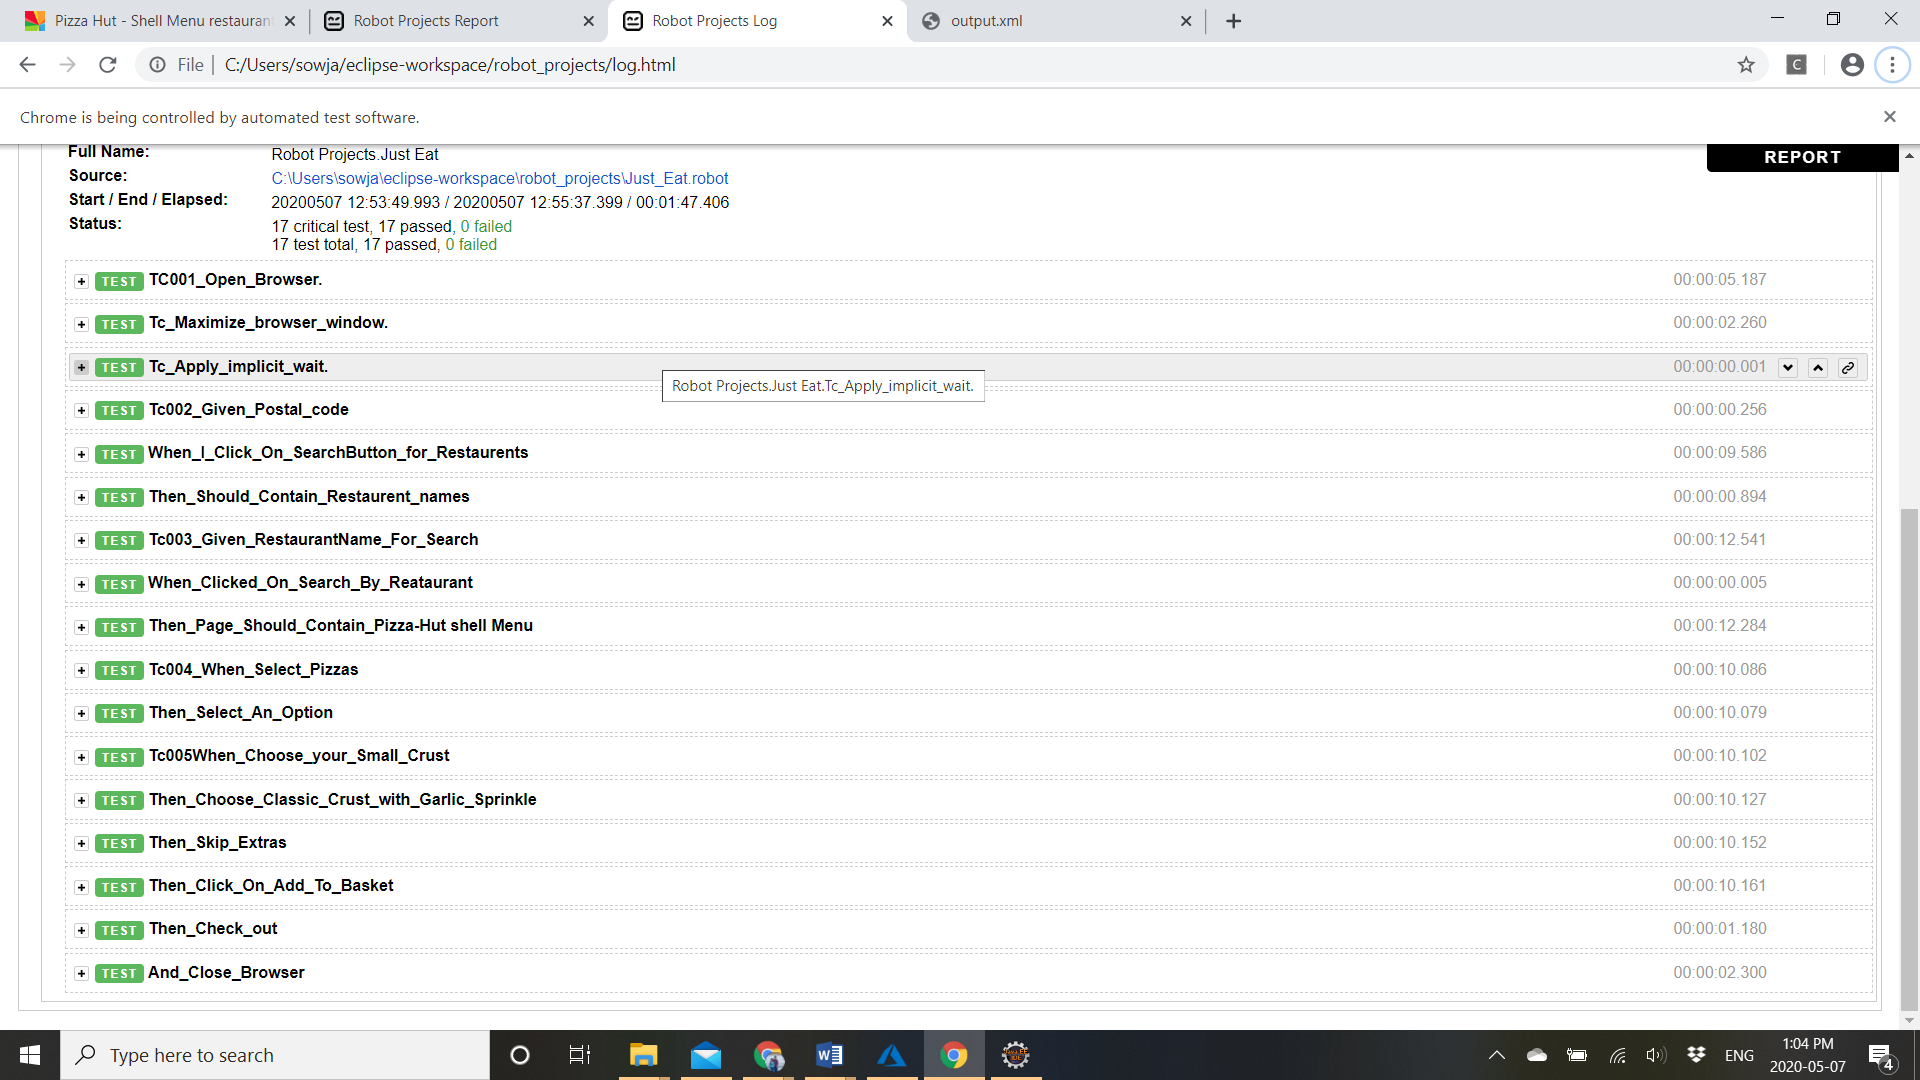 Pizza Hut - Shell Menu restauran
Robot Projects Report
Robot Projects Log
output.xml
File
C:/Users/sowja/eclipse-workspace/robot_projects/log.html
C
Chrome is being controlled by automated test software.
REPORT
Full Name: Robot Projects.Just Eat
Source: C:\Users\sowja\eclipse-workspace\robot_projects\Just_Eat.robot
Start / End / Elapsed: 20200507 12:53:49.993 / 20200507 12:55:37.399 / 00:01:47.406
Status: 17 critical test, 17 passed, 0 failed
17 test total, 17 passed, 0 failed
+ TEST TC001_Open_Browser. 00:00:05.187
+ TEST Tc_Maximize_browser_window. 00:00:02.260
+ TEST Tc_Apply_implicit_wait. 00:00:00.001
Robot Projects.Just Eat.Tc_Apply_implicit_wait.
+ TEST Tc002_Given_Postal_code 00:00:00.256
+ TEST When_I_Click_On_SearchButton_for_Restaurents 00:00:09.586
+ TEST Then_Should_Contain_Restaurent_names 00:00:00.894
+ TEST Tc003_Given_RestaurantName_For_Search 00:00:12.541
+ TEST When_Clicked_On_Search_By_Reataurant 00:00:00.005
+ TEST Then_Page_Should_Contain_Pizza-Hut shell Menu 00:00:12.284
+ TEST Tc004_When_Select_Pizzas 00:00:10.086
+ TEST Then_Select_An_Option 00:00:10.079
+ TEST Tc005When_Choose_your_Small_Crust 00:00:10.102
+ TEST Then_Choose_Classic_Crust_with_Garlic_Sprinkle 00:00:10.127
+ TEST Then_Skip_Extras 00:00:10.152
+ TEST Then_Click_On_Add_To_Basket 00:00:10.161
+ TEST Then_Check_out 00:00:01.180
+ TEST And_Close_Browser 00:00:02.300
Type here to search
ENG
1:04 PM
2020-05-07
4